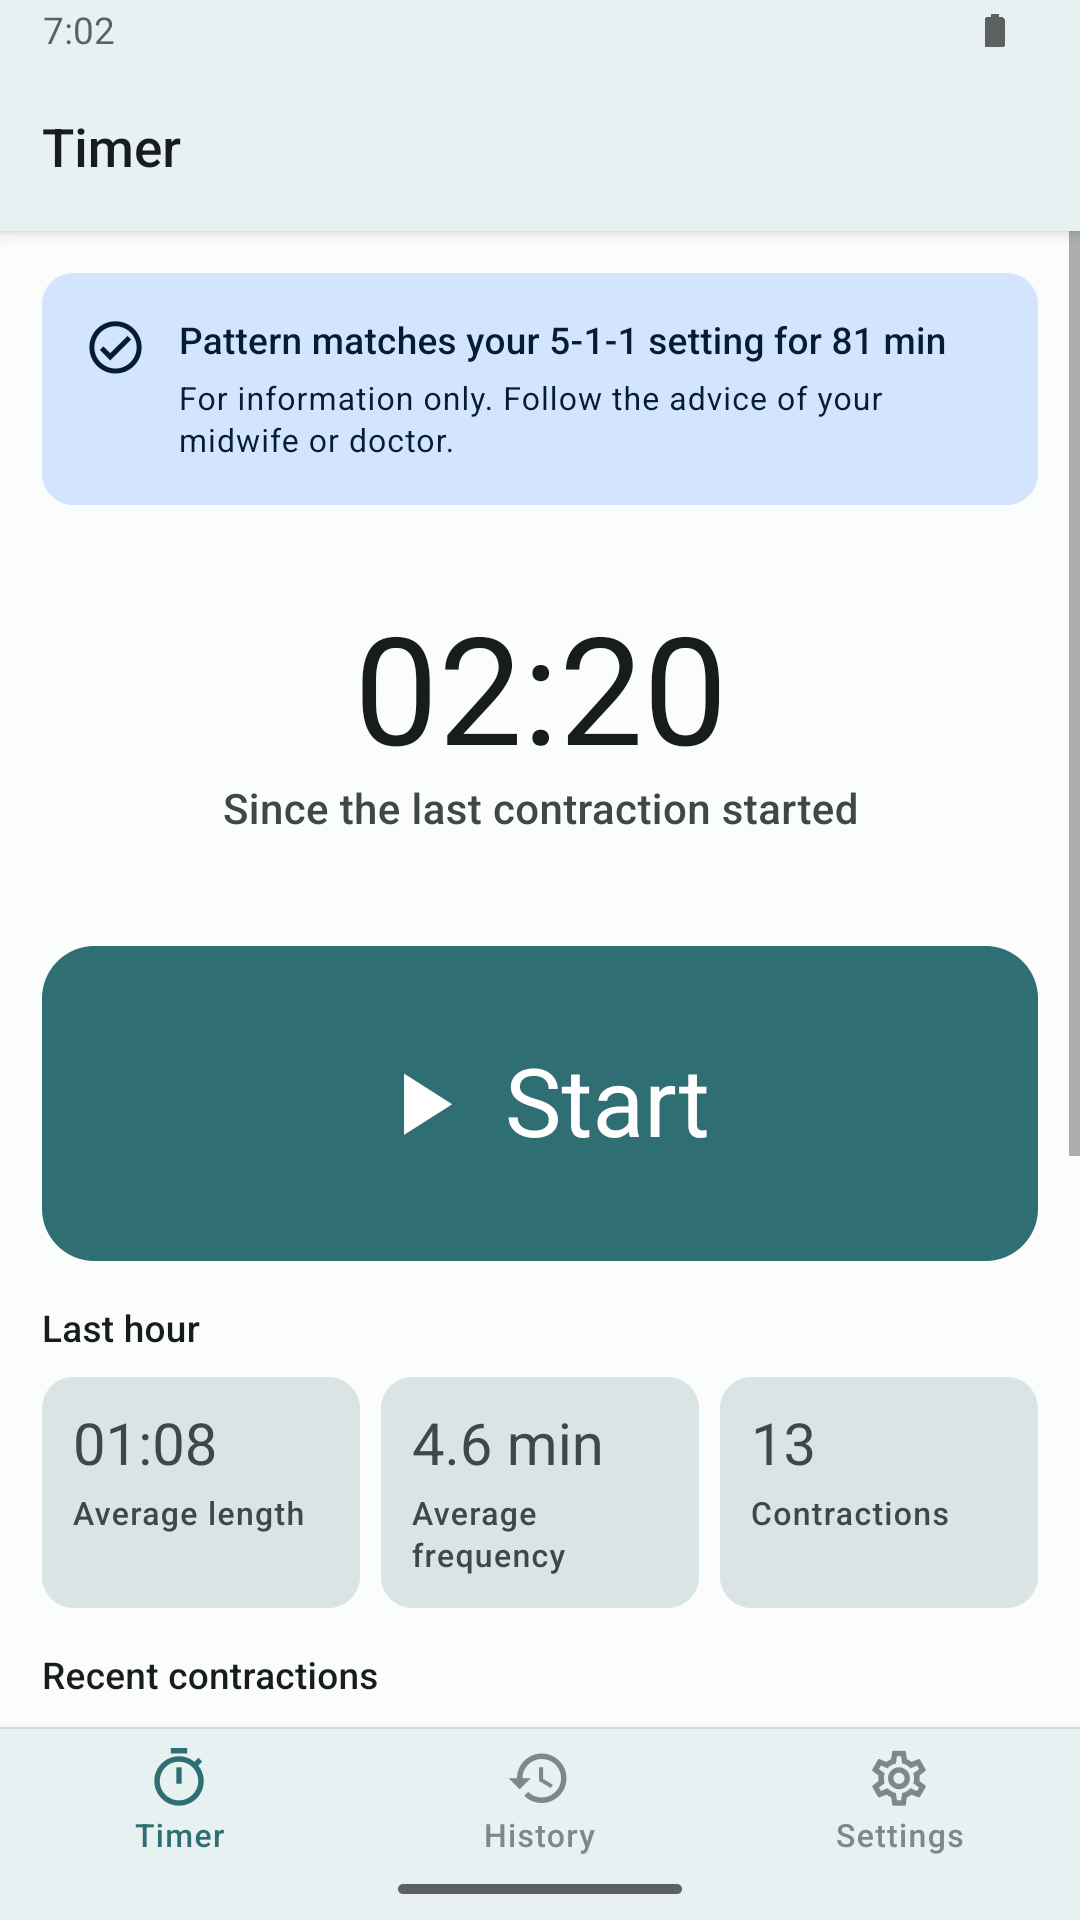 7:02
Timer
Pattern matches your 5-1-1 setting for 81 min
For information only. Follow the advice of your
midwife or doctor.
02:20
Since the last contraction started
Start
Last hour
01:08
Average length
4.6 min
Average
frequency
13
Contractions
Recent contractions
Timer
History
Settings